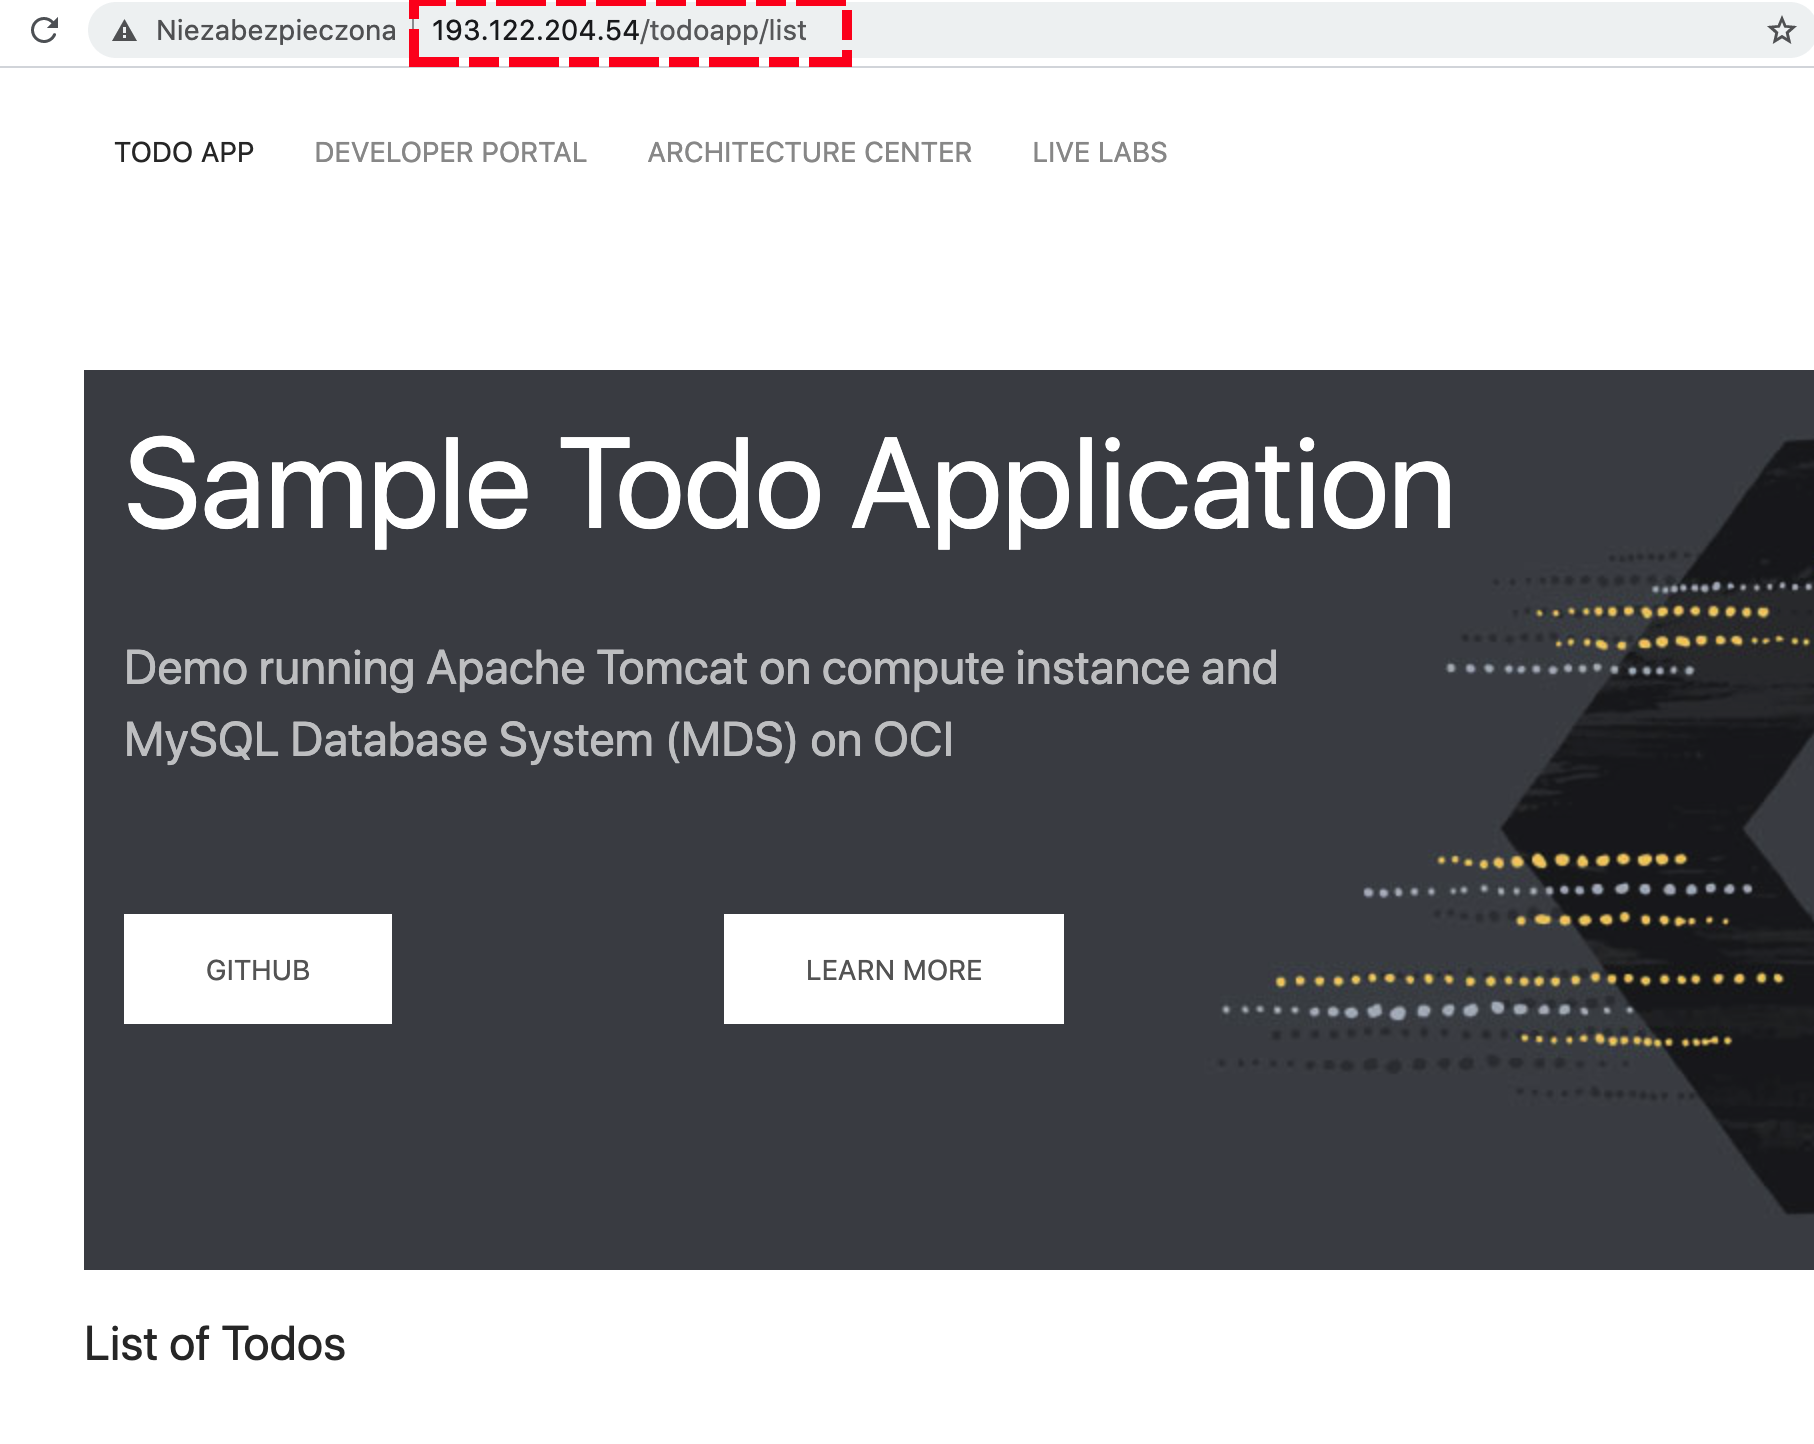 Niezabezpieczona 193.122.204.54/todoapp/list
TODO APP DEVELOPER PORTAL ARCHITECTURE CENTER LIVE LABS
Sample Todo Application
Demo running Apache Tomcat on compute instance and
MySQL Database System (MDS) on OCI
GITHUB LEARN MORE
List of Todos